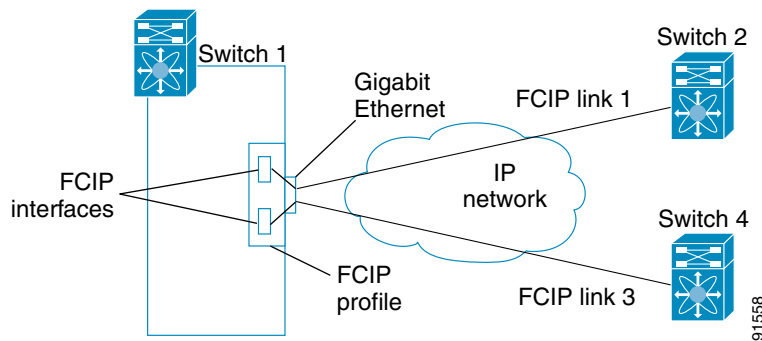 Switch 1
Switch 2
Gigabit
Ethernet
FCIP link 1
FCIP
interfaces
IP
network
Switch 4
FCIP
profile
FCIP link 3
91558